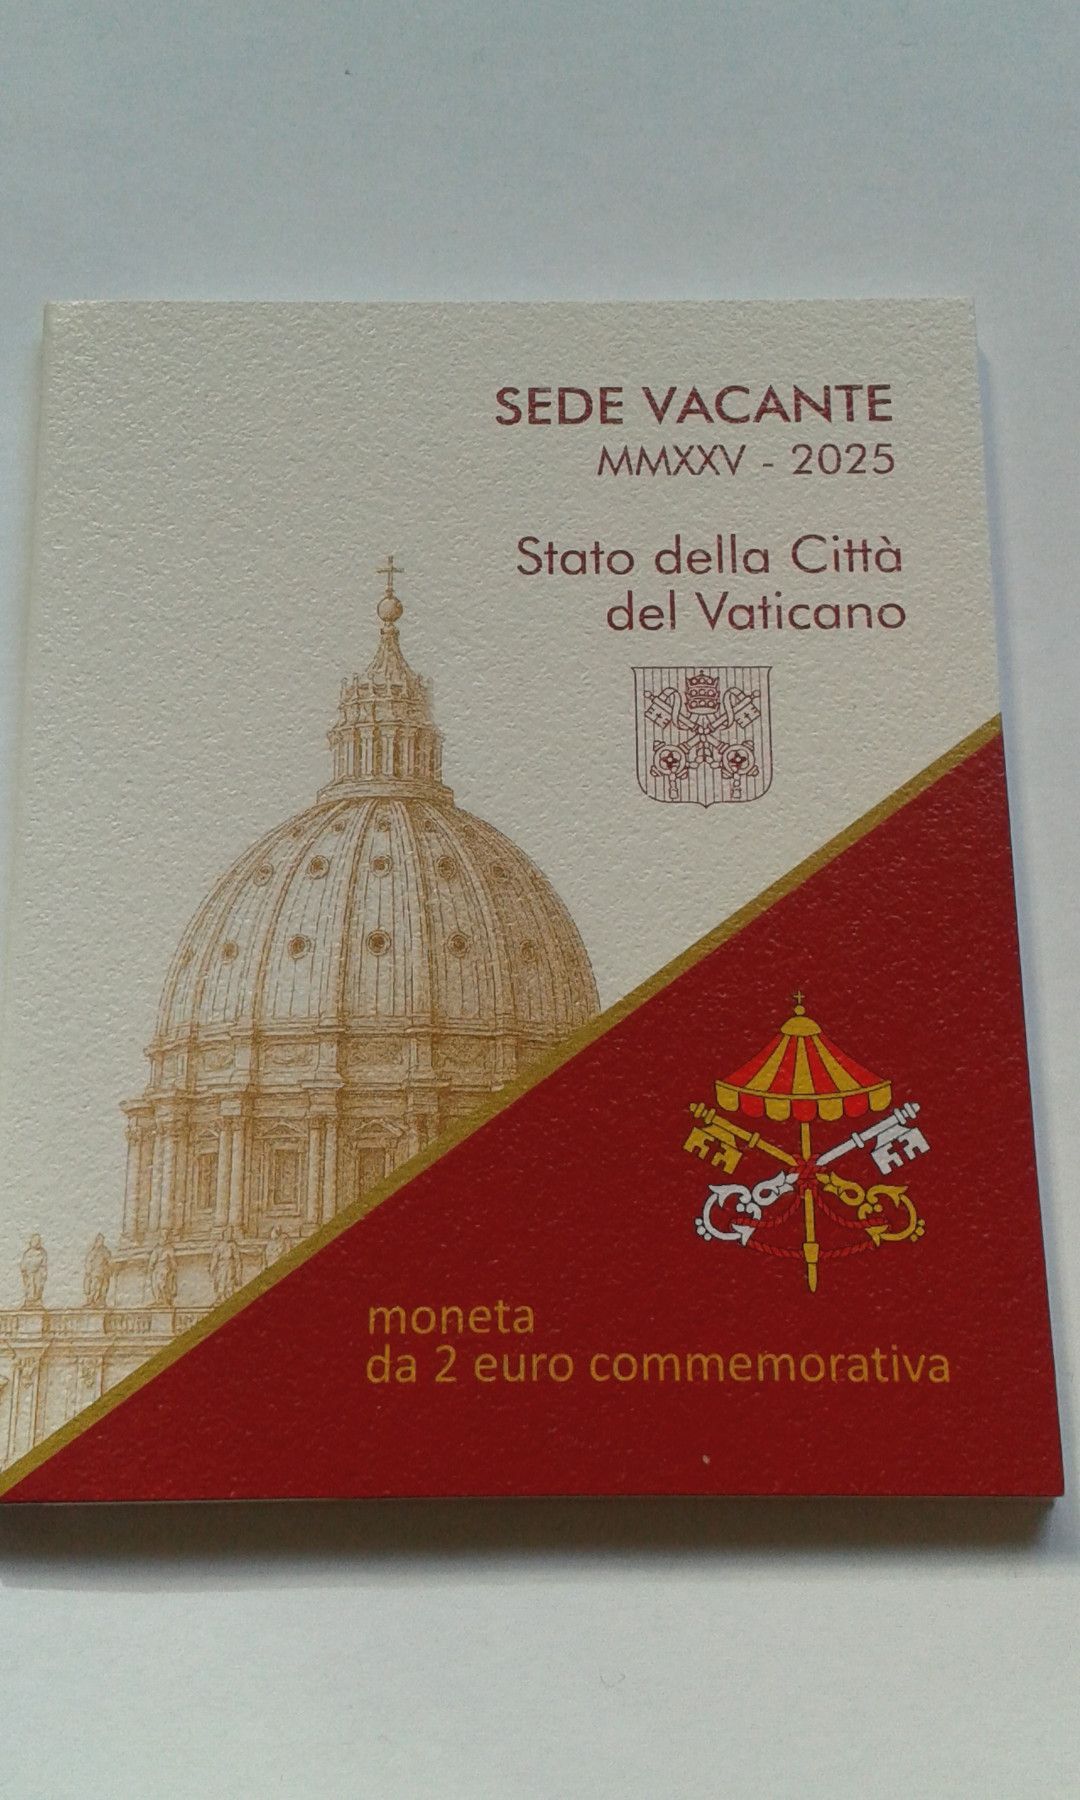 SEDE VACANTE
MMXXV - 2025
Stato della Città
del Vaticano
moneta
da 2 euro commemorativa